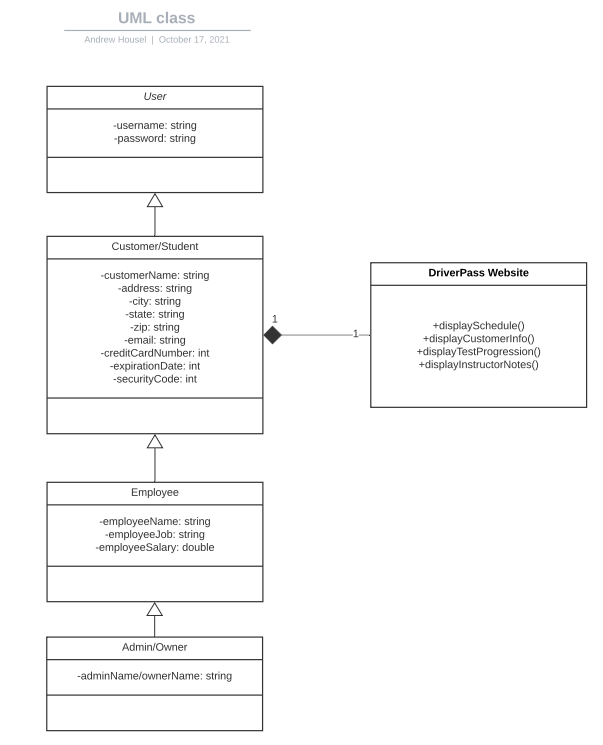 UML class
Andrew Housel | October 17, 2021
User
-username: string
-password: string
Customer/Student
-customerName: string
-address: string
-city: string
-state: string
-zip: string
-email: string
-creditCardNumber: int
-expirationDate: int
-securityCode: int
1
1
DriverPass Website
+displaySchedule()
+displayCustomerInfo()
+displayTestProgression()
+displayInstructorNotes()
Employee
-employeeName: string
-employeeJob: string
-employeeSalary: double
Admin/Owner
-adminName/ownerName: string